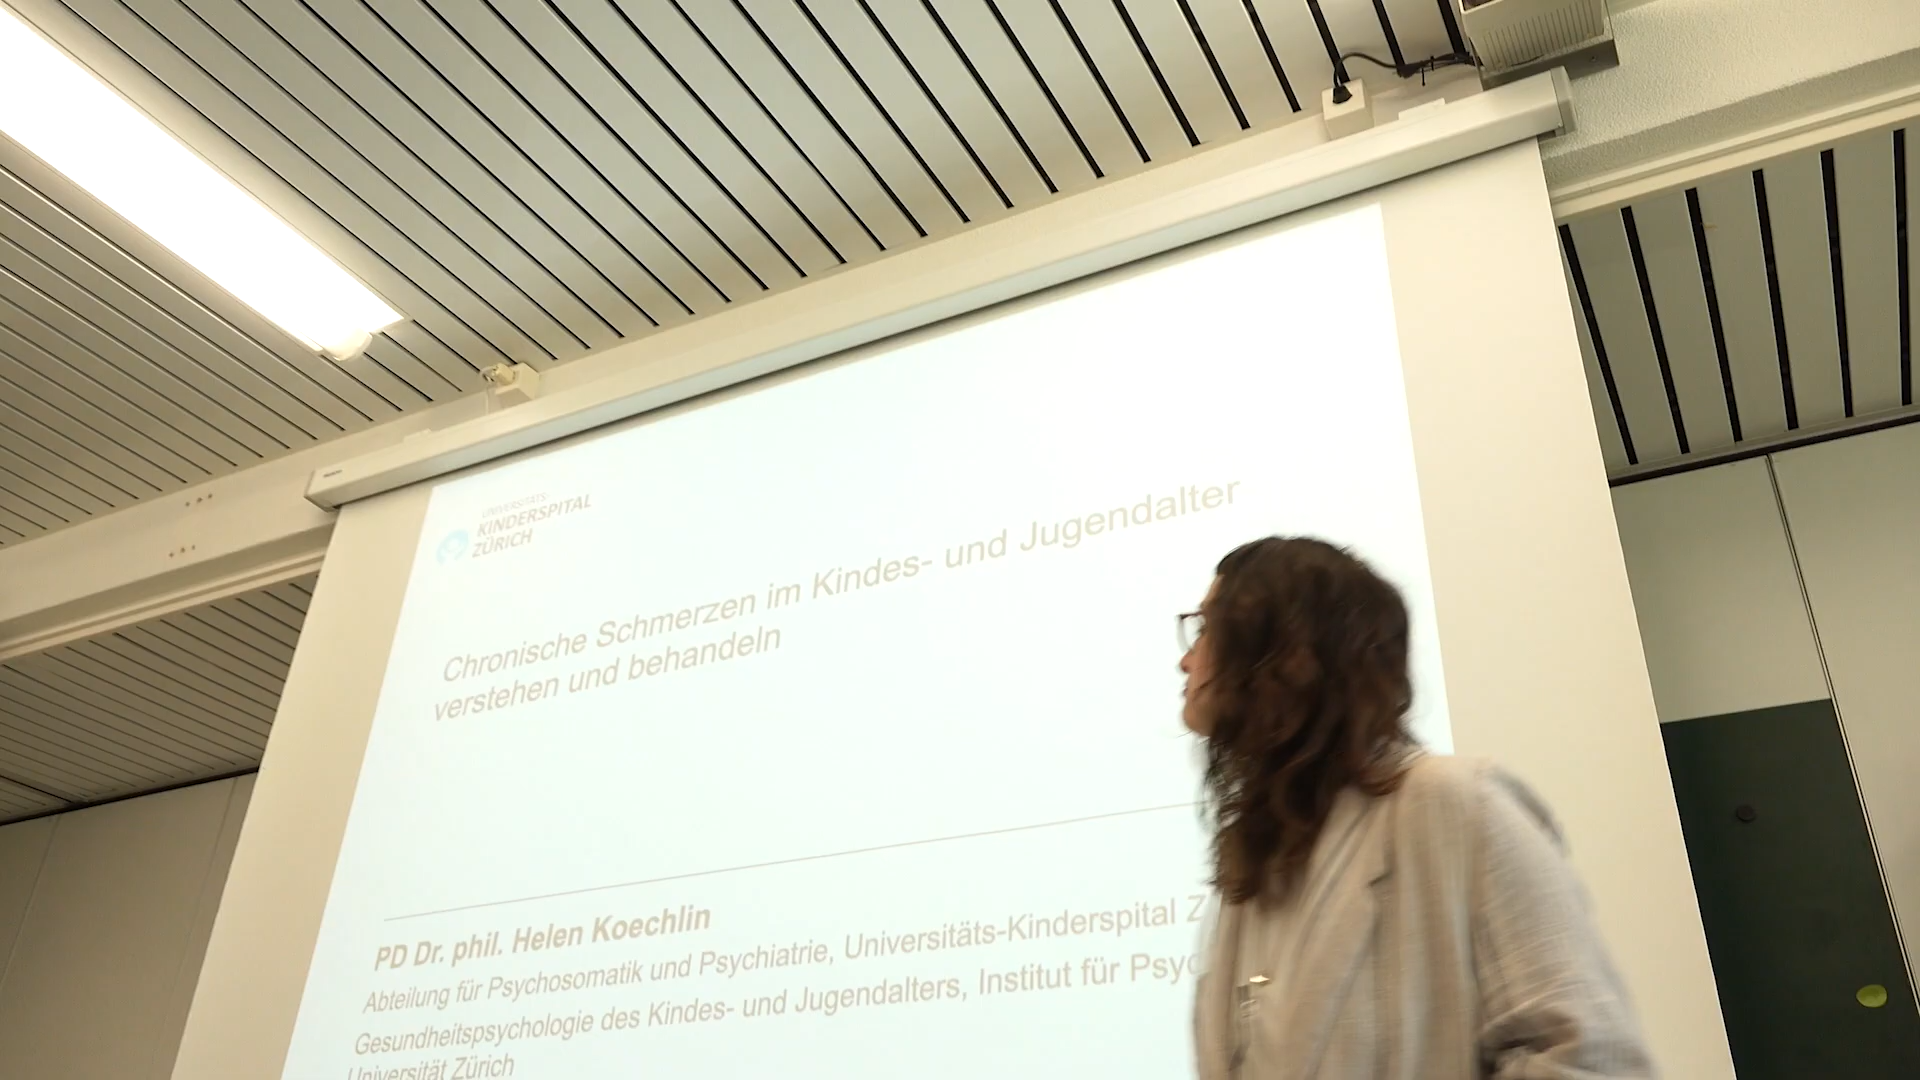 UNIVERSITÄTS-
KINDERSPITAL
ZÜRICH
Chronische Schmerzen im Kindes- und Jugendalter
verstehen und behandeln
PD Dr. phil. Helen Koechlin
Abteilung für Psychosomatik und Psychiatrie, Universitäts-Kinderspital Z
Gesundheitspsychologie des Kindes- und Jugendalters, Institut für Psyc
Universität Zürich